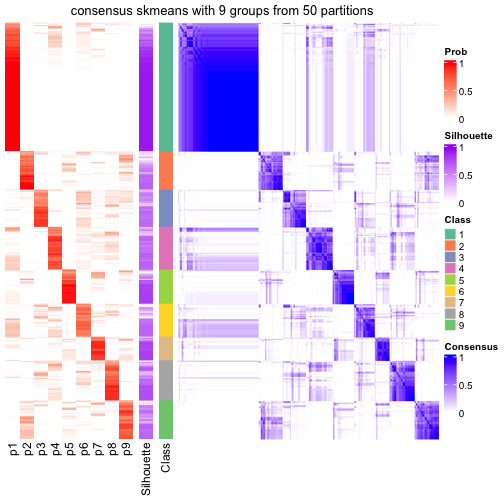 consensus skmeans with 9 groups from 50 partitions
Prob
1
0.5
0
Silhouette
1
0.5
0
Class
1
2
3
4
5
6
7
8
9
Consensus
1
0.5
0
p1
p2
p3
p4
p5
p6
p7
p8
p9
Silhouette
Class